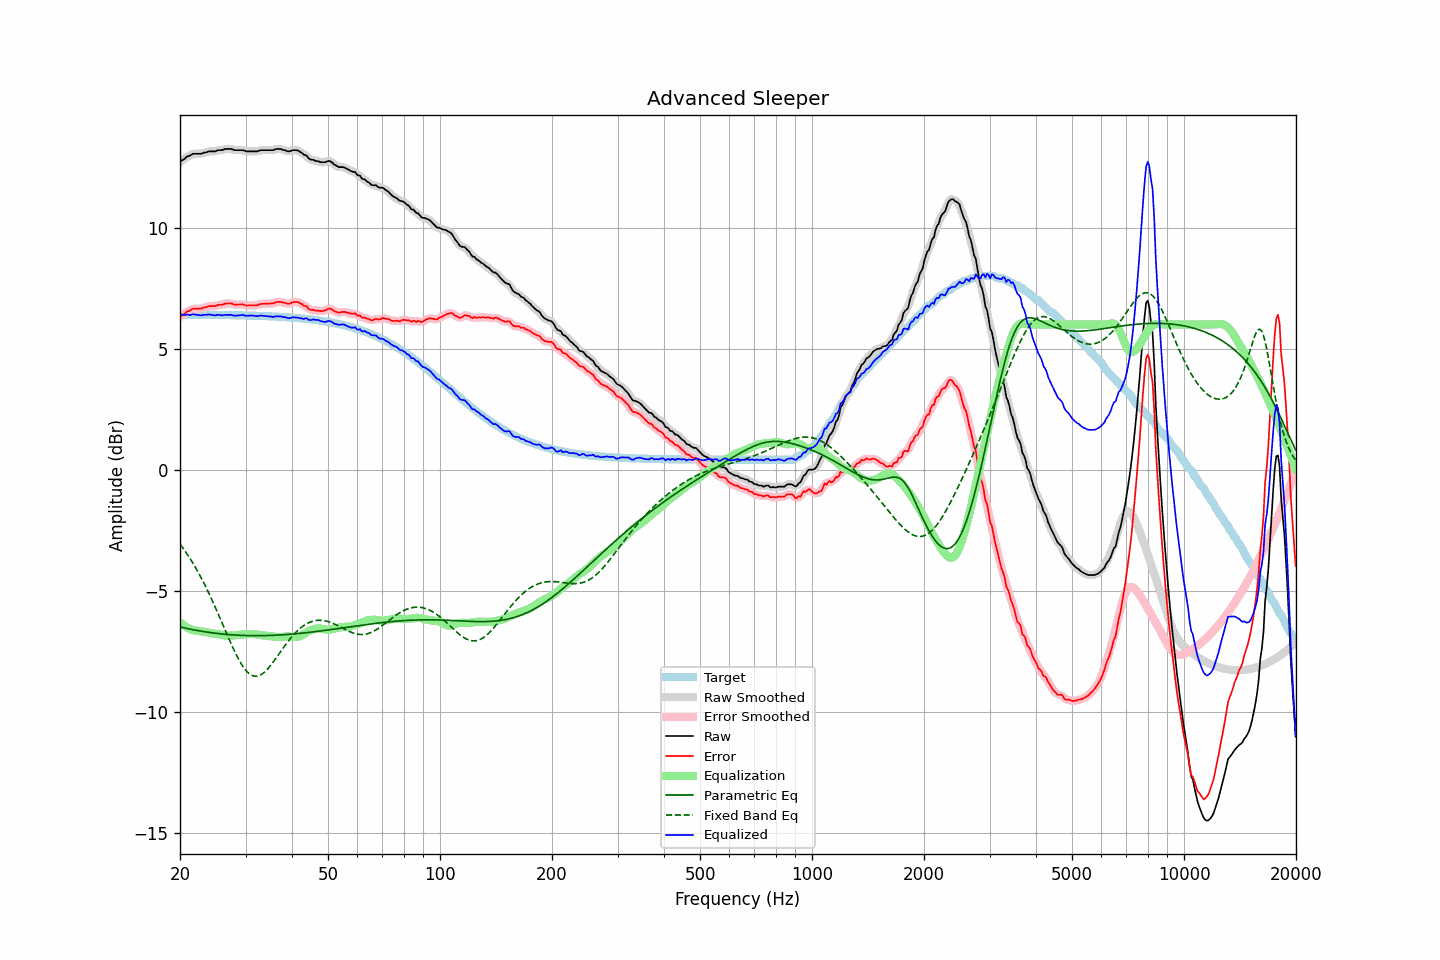 Advanced Sleeper
Amplitude (dBr)
10
5
0
−5
−10
−15
Target
Raw Smoothed
Error Smoothed
Raw
Error
Equalization
Parametric Eq
Fixed Band Eq
Equalized
20 50 100 200 500 1000 2000 5000 10000 20000
Frequency (Hz)